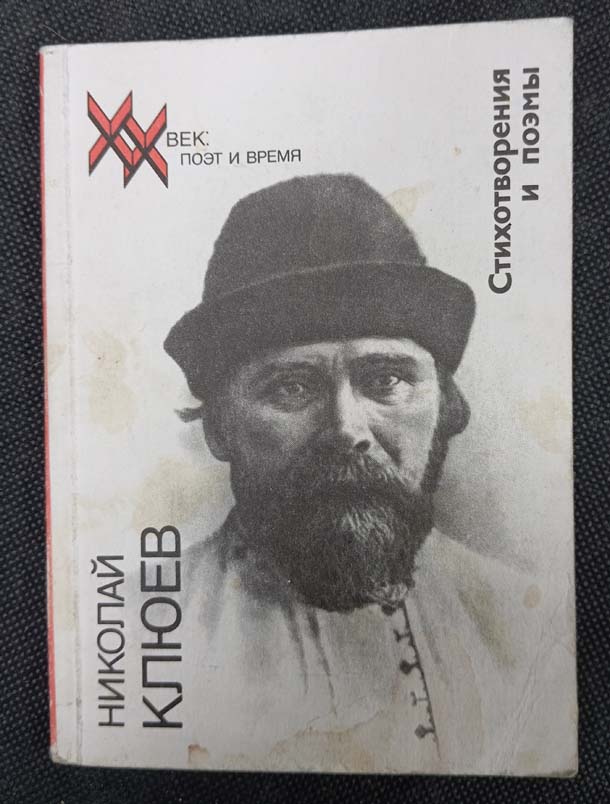 XX
ВЕК:
ПОЭТ И ВРЕМЯ
Стихотворения
и поэмы
НИКОЛАЙ
КЛЮЕВ